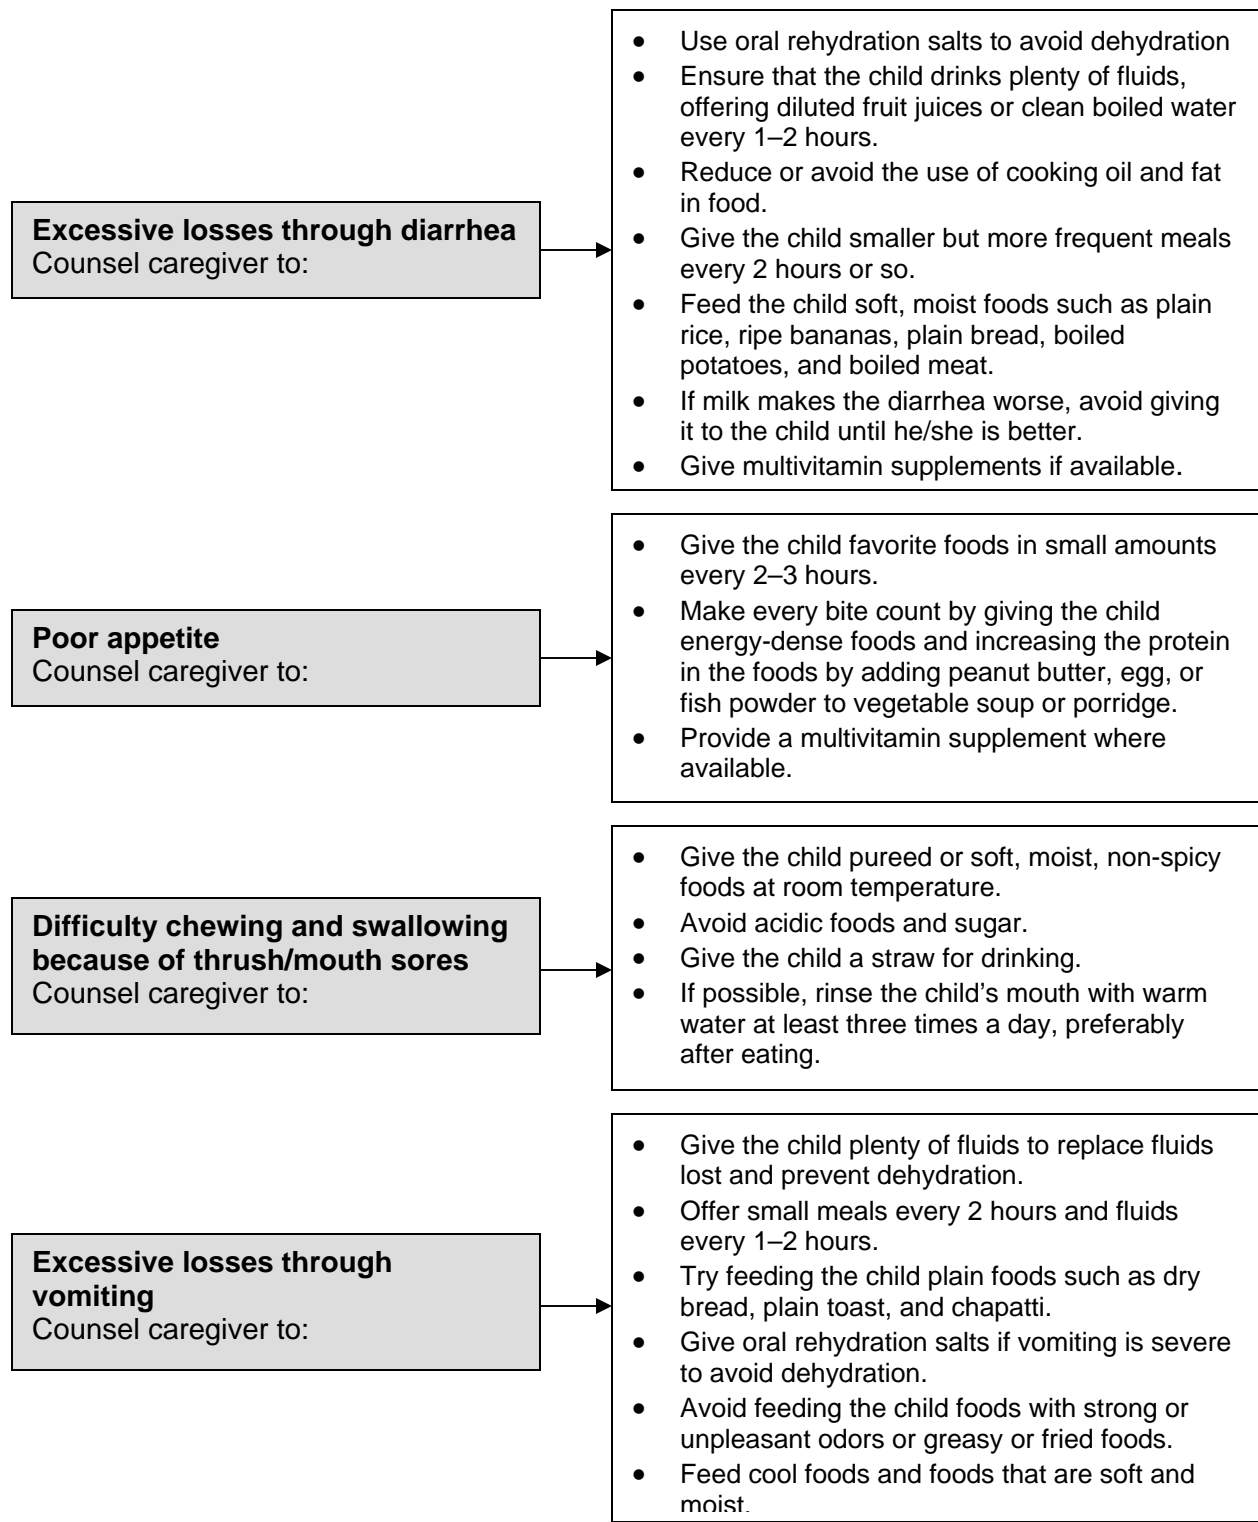 Excessive losses through diarrhea
Counsel caregiver to:
• Use oral rehydration salts to avoid dehydration
• Ensure that the child drinks plenty of fluids,
offering diluted fruit juices or clean boiled water
every 1–2 hours.
• Reduce or avoid the use of cooking oil and fat
in food.
• Give the child smaller but more frequent meals
every 2 hours or so.
• Feed the child soft, moist foods such as plain
rice, ripe bananas, plain bread, boiled
potatoes, and boiled meat.
• If milk makes the diarrhea worse, avoid giving
it to the child until he/she is better.
• Give multivitamin supplements if available.
Poor appetite
Counsel caregiver to:
• Give the child favorite foods in small amounts
every 2–3 hours.
• Make every bite count by giving the child
energy-dense foods and increasing the protein
in the foods by adding peanut butter, egg, or
fish powder to vegetable soup or porridge.
• Provide a multivitamin supplement where
available.
Difficulty chewing and swallowing
because of thrush/mouth sores
Counsel caregiver to:
• Give the child pureed or soft, moist, non-spicy
foods at room temperature.
• Avoid acidic foods and sugar.
• Give the child a straw for drinking.
• If possible, rinse the child’s mouth with warm
water at least three times a day, preferably
after eating.
Excessive losses through
vomiting
Counsel caregiver to:
• Give the child plenty of fluids to replace fluids
lost and prevent dehydration.
• Offer small meals every 2 hours and fluids
every 1–2 hours.
• Try feeding the child plain foods such as dry
bread, plain toast, and chapatti.
• Give oral rehydration salts if vomiting is severe
to avoid dehydration.
• Avoid feeding the child foods with strong or
unpleasant odors or greasy or fried foods.
• Feed cool foods and foods that are soft and
moist.